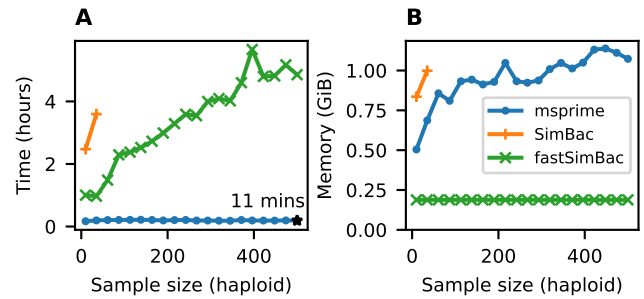 A
Time (hours)
4
2
0
11 mins
0
200
400
Sample size (haploid)
B
Memory (GiB)
1.00
0.75
0.50
0.25
0.00
msprime
SimBac
fastSimBac
0
200
400
Sample size (haploid)